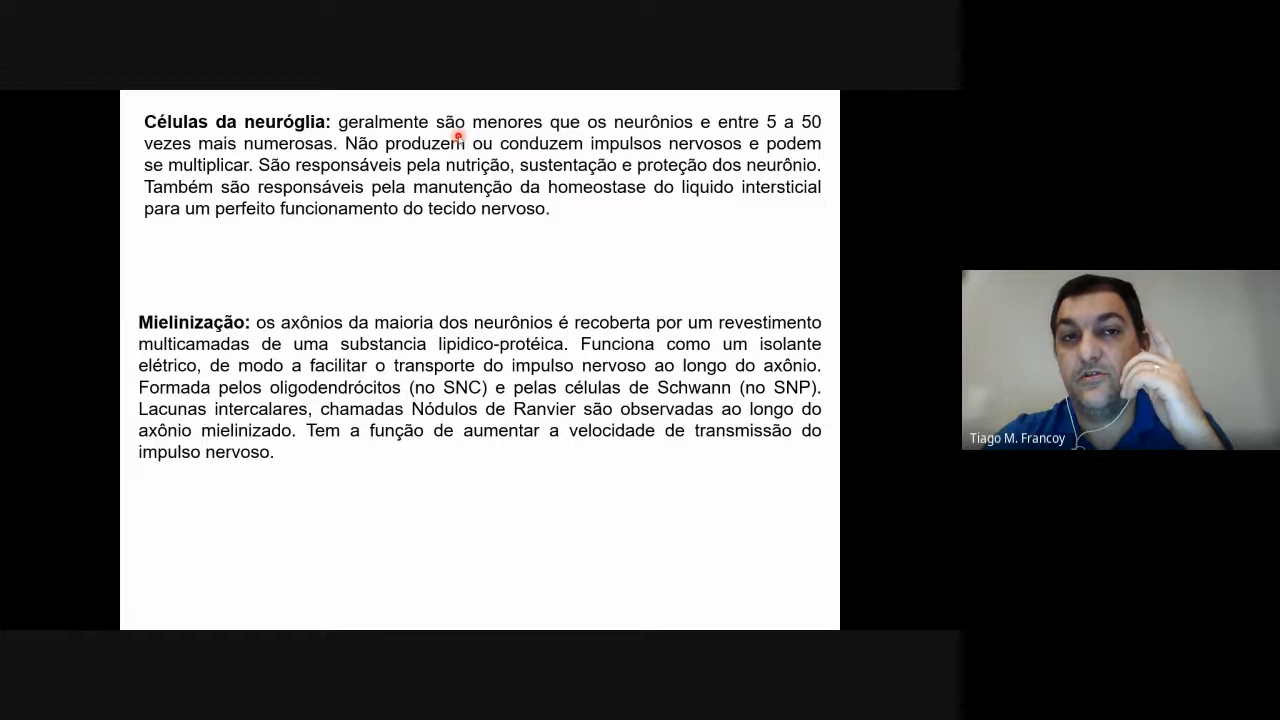 Células da neuróglia: geralmente são menores que os neurônios e entre 5 a 50
vezes mais numerosas. Não produzem ou conduzem impulsos nervosos e podem
se multiplicar. São responsáveis pela nutrição, sustentação e proteção dos neurônio.
Também são responsáveis pela manutenção da homeostase do liquido intersticial
para um perfeito funcionamento do tecido nervoso.
Mielinização: os axônios da maioria dos neurônios é recoberta por um revestimento
multicamadas de uma substancia lipidico-protéica. Funciona como um isolante
elétrico, de modo a facilitar o transporte do impulso nervoso ao longo do axônio.
Formada pelos oligodendrócitos (no SNC) e pelas células de Schwann (no SNP).
Lacunas intercalares, chamadas Nódulos de Ranvier são observadas ao longo do
axônio mielinizado. Tem a função de aumentar a velocidade de transmissão do
impulso nervoso.
Tiago M. Francoy